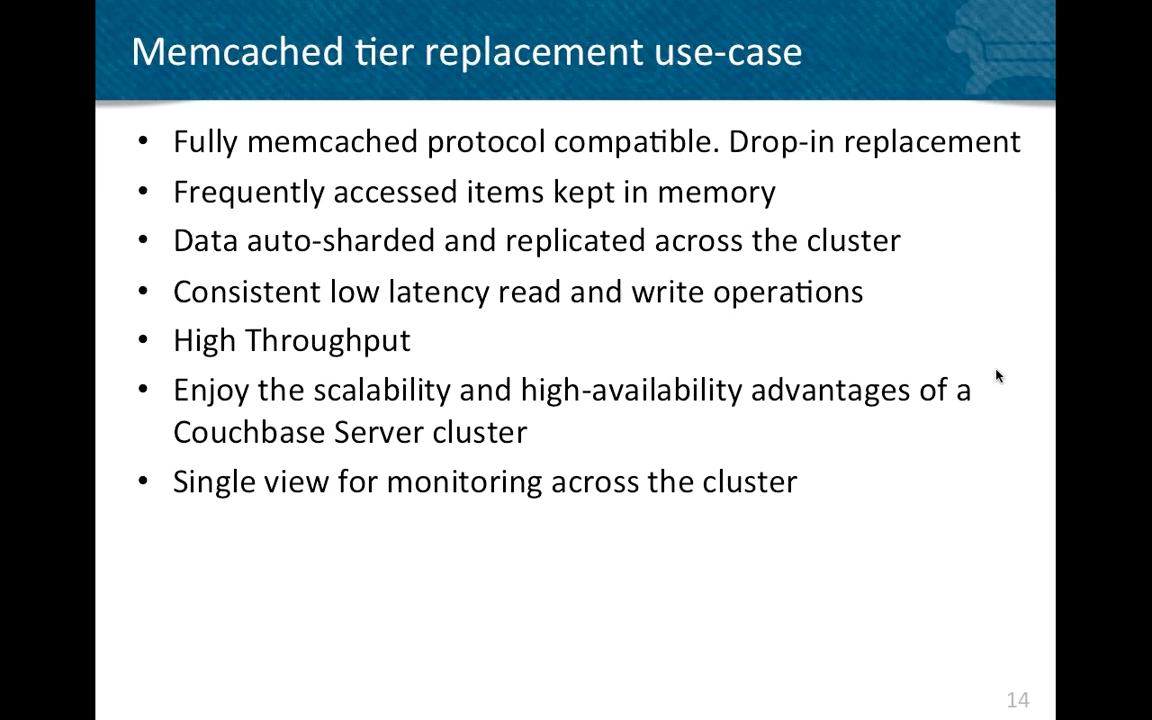 Memcached tier replacement use-case
• Fully memcached protocol compatible. Drop-in replacement
• Frequently accessed items kept in memory
• Data auto-sharded and replicated across the cluster
• Consistent low latency read and write operations
• High Throughput
• Enjoy the scalability and high-availability advantages of a
Couchbase Server cluster
• Single view for monitoring across the cluster
14